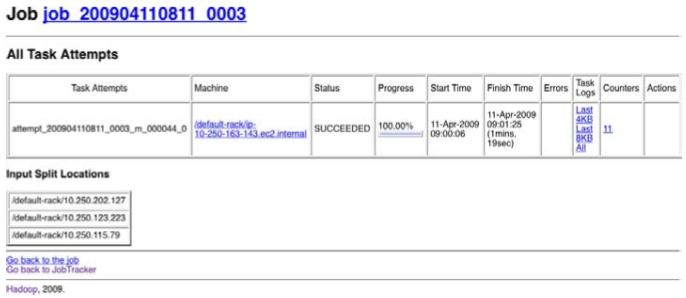 Job job_200904110811_0003
All Task Attempts
Task Attempts Machine Status Progress Start Time Finish Time Errors Task Logs Counters Actions
attempt_200904110811_0003_m_000044_0 /default-rack/ip-10-250-163-143.ec2.internal SUCCEEDED 100.00% 11-Apr-2009 09:00:06 11-Apr-2009 09:01:25 (1mins, 19sec) Last 4KB Last 8KB All 11
Input Split Locations
/default-rack/10.250.202.127
/default-rack/10.250.123.223
/default-rack/10.250.115.79
Go back to the job
Go back to JobTracker
Hadoop, 2009.